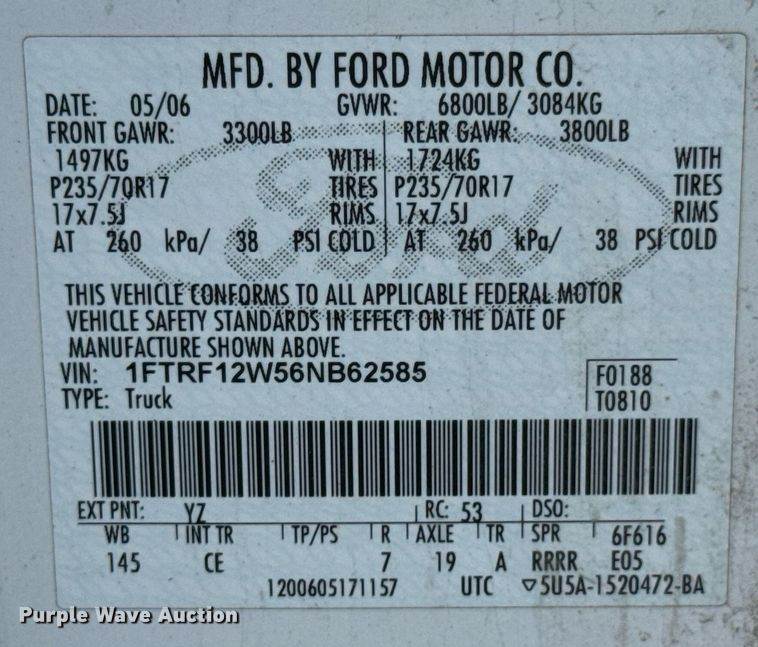 MFD. BY FORD MOTOR CO.
DATE: 05/06 GVWR: 6800LB/ 3084KG
FRONT GAWR: 3300LB REAR GAWR: 3800LB
1497KG WITH 1724KG WITH
P235/70R17 TIRES P235/70R17 TIRES
17x7.5J RIMS 17x7.5J RIMS
AT 260 kPa/ 38 PSI COLD AT 260 kPa/ 38 PSI COLD
Ford
THIS VEHICLE CONFORMS TO ALL APPLICABLE FEDERAL MOTOR
VEHICLE SAFETY STANDARDS IN EFFECT ON THE DATE OF
MANUFACTURE SHOWN ABOVE.
VIN: 1FTRF12W56NB62585 F0188
TYPE: Truck T0810
EXT PNT: YZ RC: 53 DSO:
WB INT TR TP/PS R AXLE TR SPR 6F616
145 CE 7 19 A RRRR E05
1200605171157 UTC ▽5U5A-1520472-BA
Purple Wave Auction